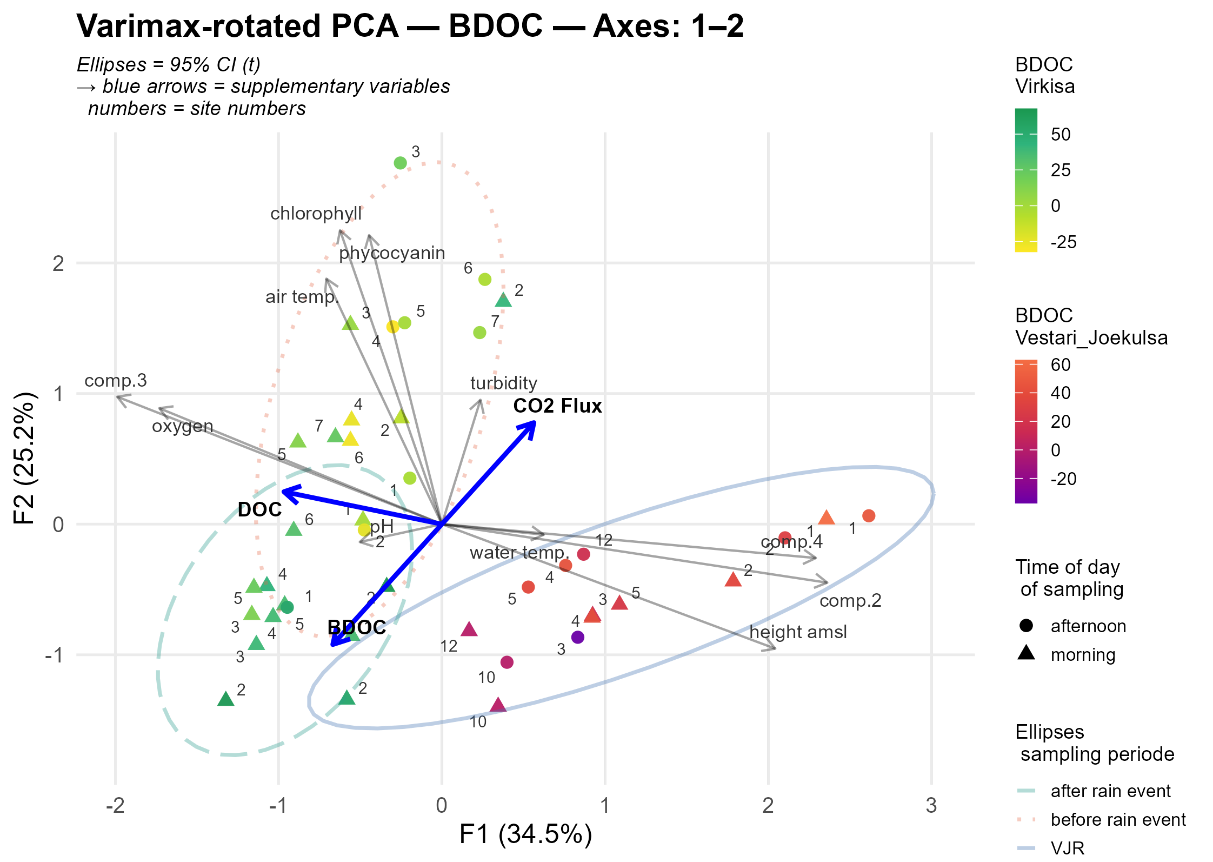 Varimax-rotated PCA — BDOC — Axes: 1–2
Ellipses = 95% CI (t)
→ blue arrows = supplementary variables
numbers = site numbers
BDOC
Virkisa
50
25
0
-25
BDOC
Vestari_Joekulsa
60
40
20
0
-20
Time of day
of sampling
afternoon
morning
Ellipses
sampling periode
after rain event
before rain event
VJR
F2 (25.2%)
2
1
0
-1
3
chlorophyll
phycocyanin
6
air temp.
2
3
5
7
4
comp.3
turbidity
4
CO2 Flux
oxygen
7
2
5
6
1
DOC
6
1
pH
2
12
1
1
comp.4
2
water temp.
4
2
4
5
1
2
5
3
5
comp.2
3
5
4
BDOC
height amsl
3
12
3
10
2
2
10
-2
-1
0
1
2
3
F1 (34.5%)